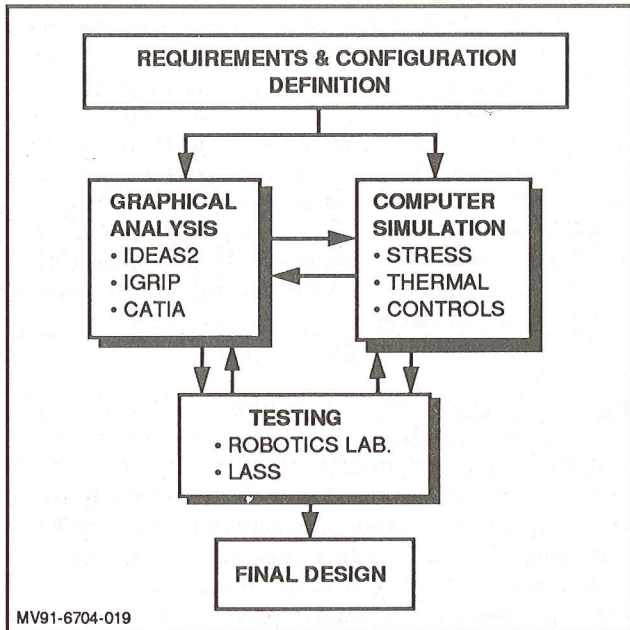 REQUIREMENTS & CONFIGURATION
DEFINITION
GRAPHICAL
ANALYSIS
• IDEAS2
• IGRIP
• CATIA
COMPUTER
SIMULATION
• STRESS
• THERMAL
• CONTROLS
TESTING
• ROBOTICS LAB.
• LASS
FINAL DESIGN
MV91-6704-019